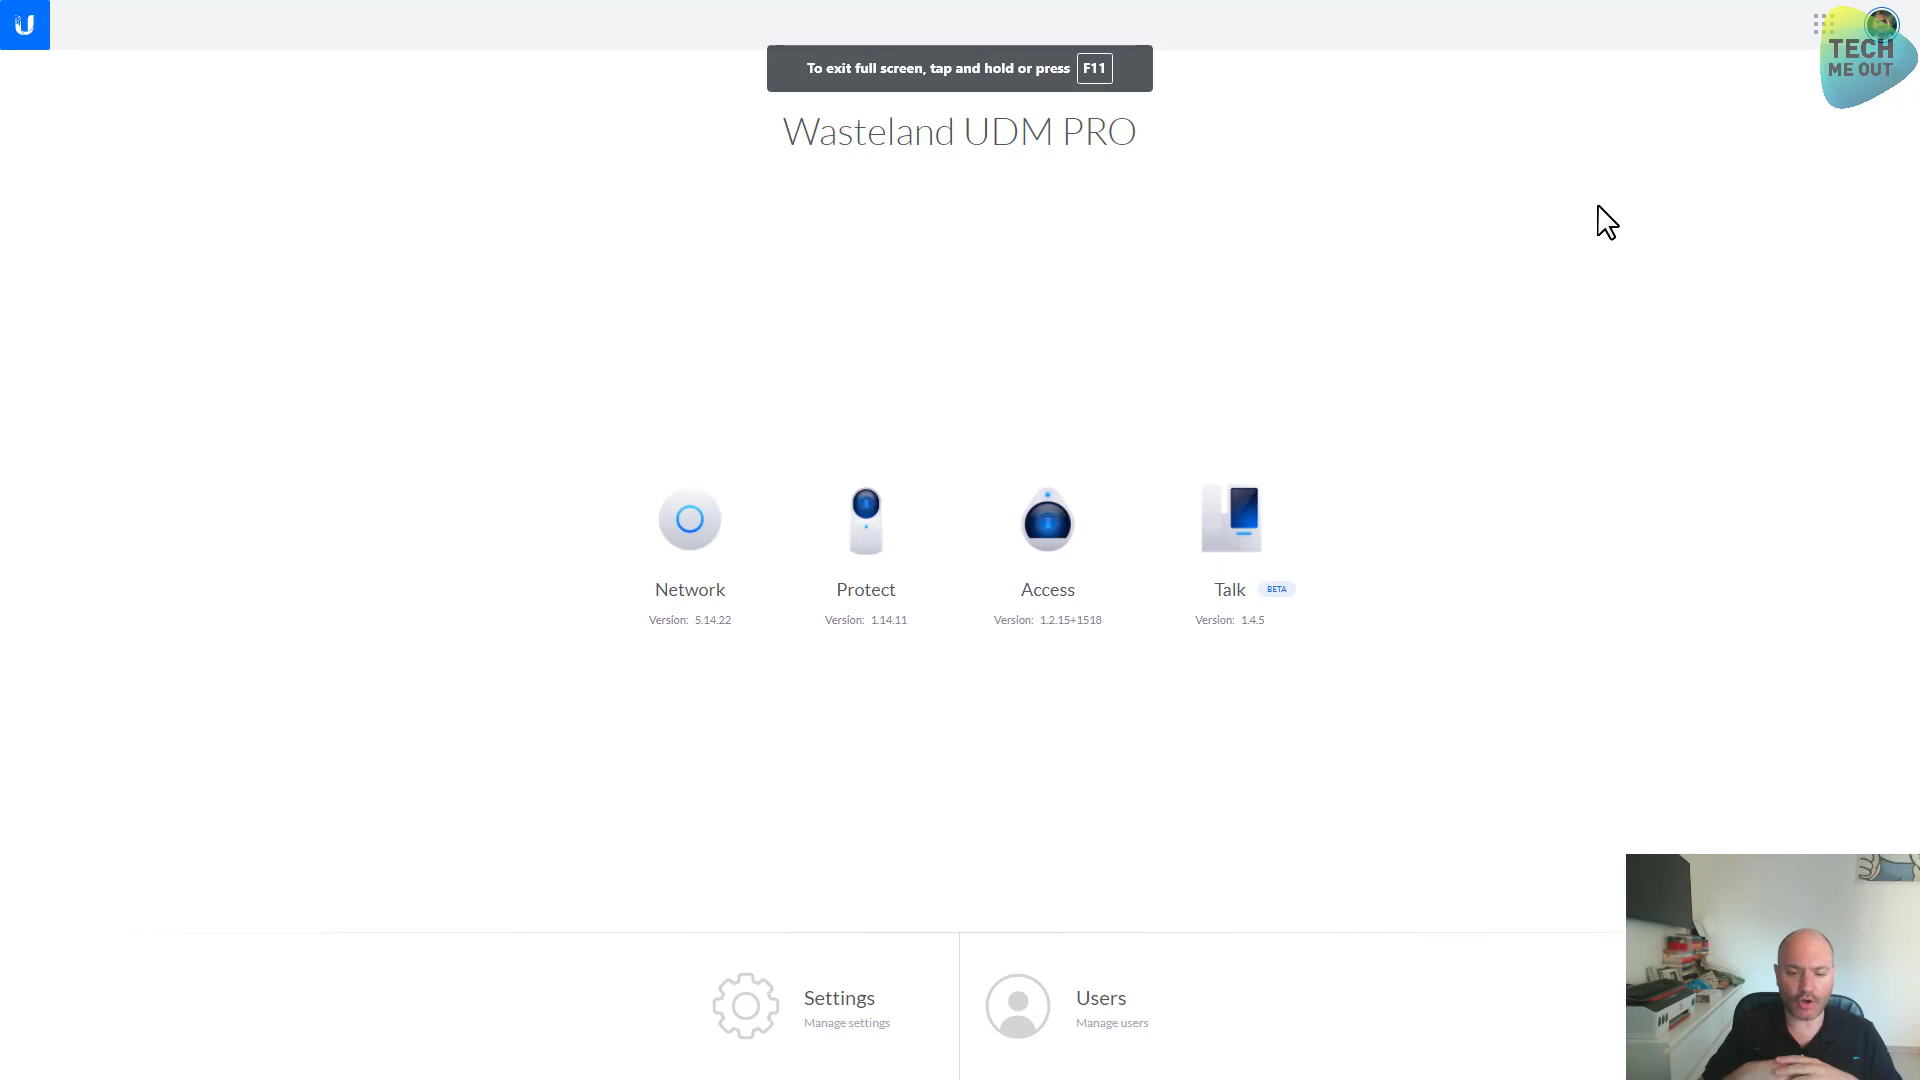 TECH
ME OUT
To exit full screen, tap and hold or press F11
Wasteland UDM PRO
Network
Version: 5.14.22
Protect
Version: 1.14.11
Access
Version: 1.2.15+1518
Talk BETA
Version: 1.4.5
Settings
Manage settings
Users
Manage users